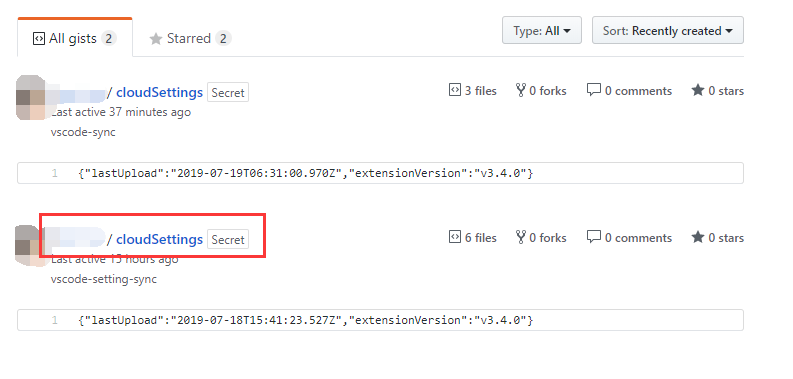 All gists 2
Starred 2
Type: All
Sort: Recently created
/ cloudSettings Secret
3 files
0 forks
0 comments
0 stars
Last active 37 minutes ago
vscode-sync
1 {"lastUpload":"2019-07-19T06:31:00.970Z","extensionVersion":"v3.4.0"}
/ cloudSettings Secret
6 files
0 forks
0 comments
0 stars
Last active 15 hours ago
vscode-setting-sync
1 {"lastUpload":"2019-07-18T15:41:23.527Z","extensionVersion":"v3.4.0"}